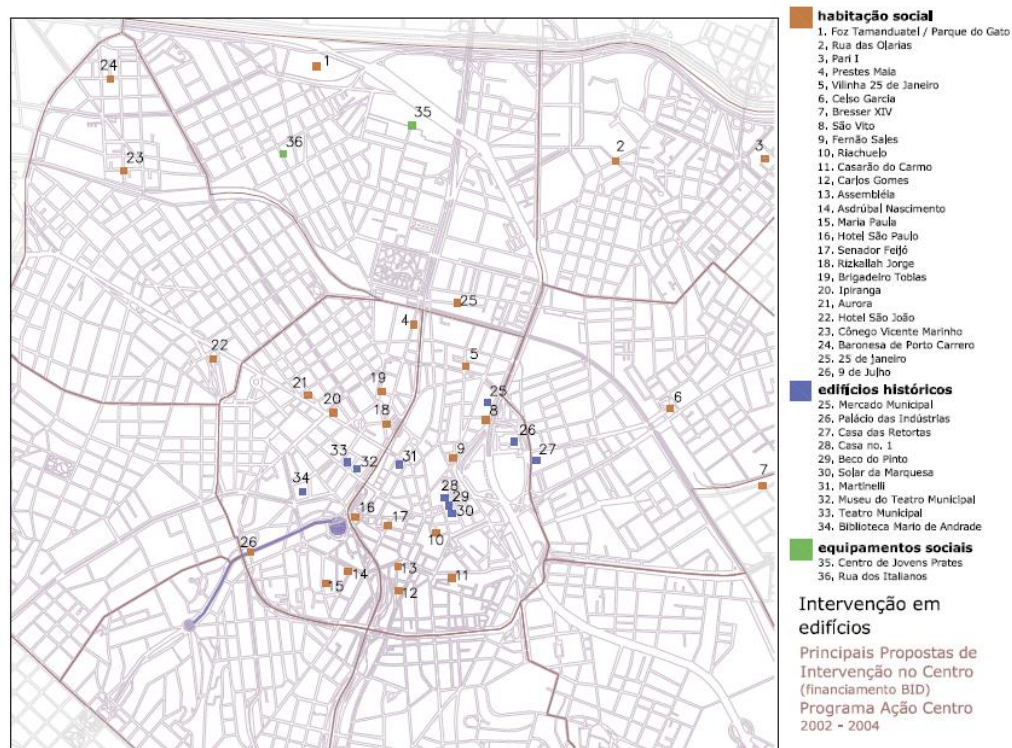 habitação social
1. Foz Tamanduateí / Parque do Gato
2, Rua das Olarias
3, Pari I
4, Prestes Maia
5, Vilinha 25 de Janeiro
6, Celso Garcia
7, Bresser XIV
8, São Vito
9, Fernão Sales
10, Riachuelo
11. Casarão do Carmo
12, Carlos Gomes
13, Assembléia
14, Asdrúbal Nascimento
15, Maria Paula
16, Hotel São Paulo
17, Senador Feijó
18, Rizkallah Jorge
19, Brigadeiro Tobias
20. Ipiranga
21, Aurora
22, Hotel São João
23, Cônego Vicente Marinho
24, Baronesa de Porto Carrero
25. 25 de janeiro
26, 9 de Julho
edifícios históricos
25. Mercado Municipal
26. Palácio das Indústrias
27. Casa das Retortas
28. Casa no. 1
29, Beco do Pinto
30, Solar da Marquesa
31, Martinelli
32, Museu do Teatro Municipal
33, Teatro Municipal
34. Biblioteca Mario de Andrade
equipamentos sociais
35. Centro de Jovens Prates
36, Rua dos Italianos
Intervenção em
edifícios
Principais Propostas de
Intervenção no Centro
(financiamento BID)
Programa Ação Centro
2002 - 2004
1
24
35
36
2
3
23
25
4
5
22
19
21
25
20
18
8
6
26
33
32
31
9
27
7
34
28
29
30
16
17
10
26
14
13
15
12
11